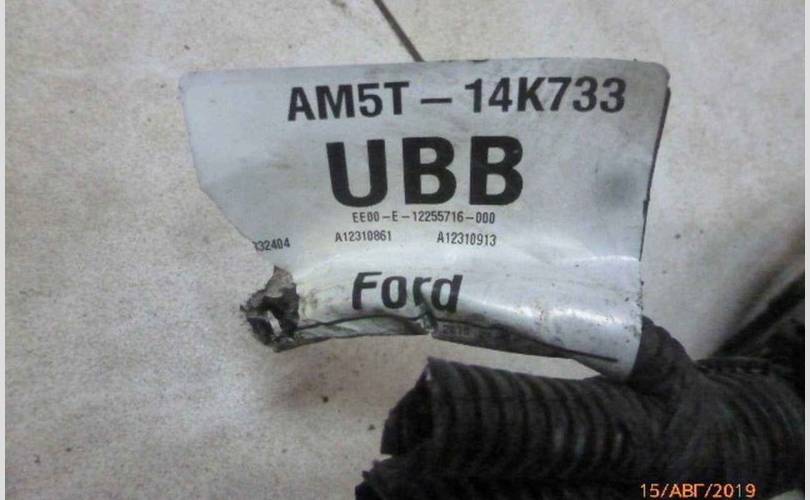 AM5T – 14K733
UBB
EE00-E-12255716-000
332404 A12310861 A12310913
Ford
15/АВГ/2019